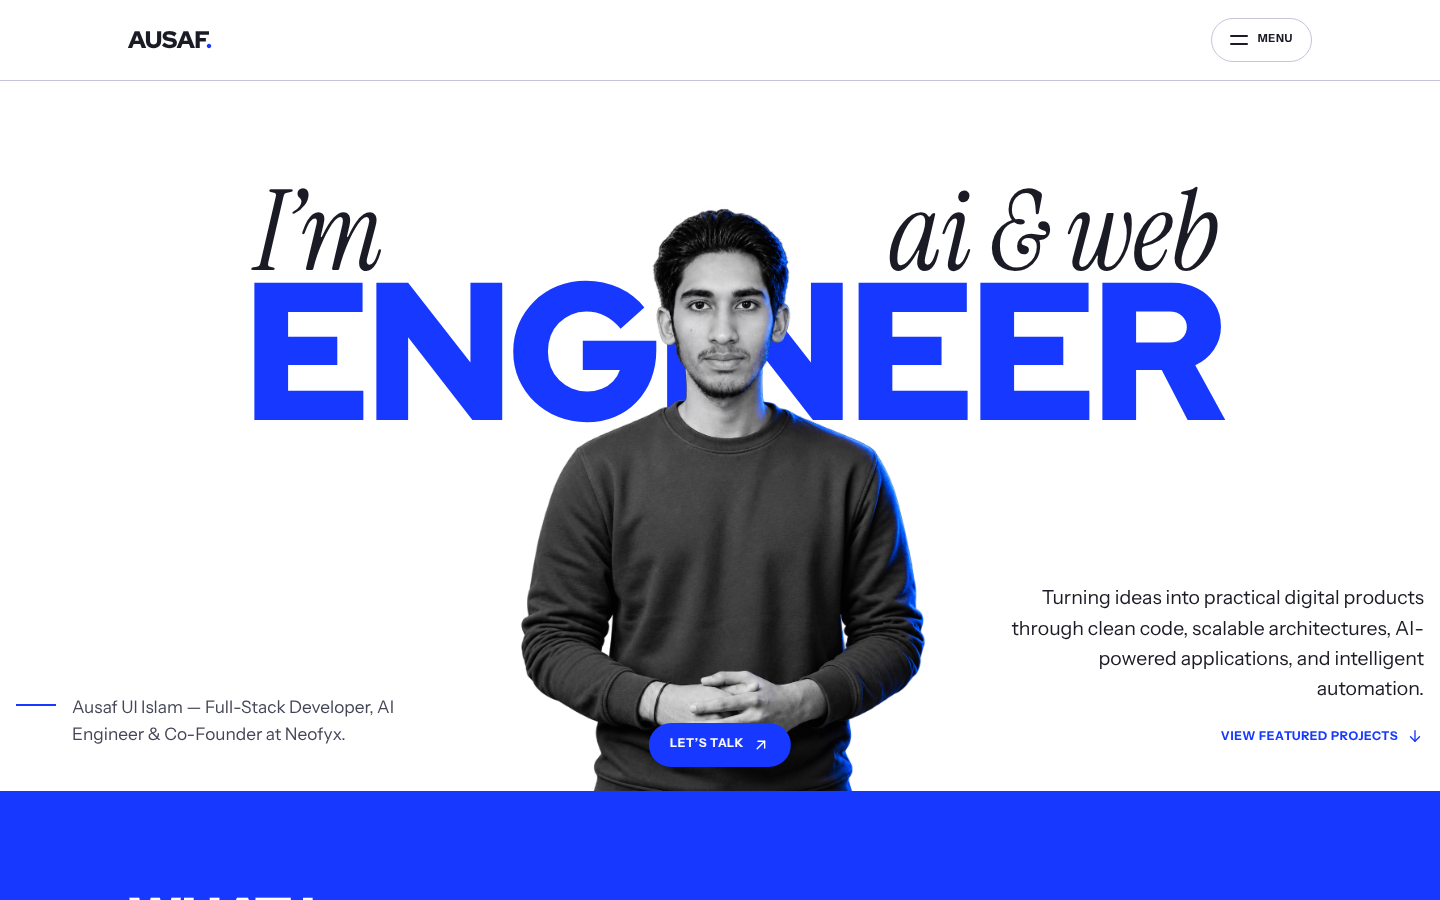 AUSAF.
MENU
I’m
ai & web
ENGINEER
Turning ideas into practical digital products
through clean code, scalable architectures, AI-
powered applications, and intelligent
automation.
Ausaf Ul Islam — Full-Stack Developer, AI
Engineer & Co-Founder at Neofyx.
LET’S TALK
VIEW FEATURED PROJECTS